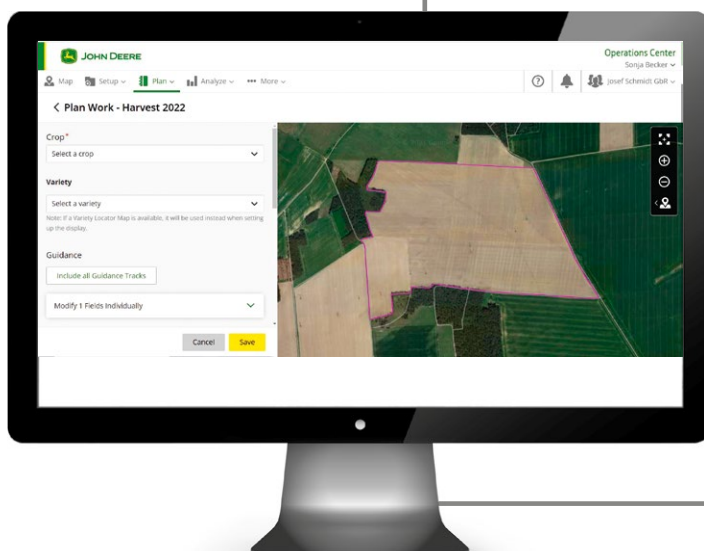 JOHN DEERE
Operations Center
Sonja Becker
Map Setup Plan Analyze More
Josef Schmidt GbR
Plan Work - Harvest 2022
Crop*
Select a crop
Variety
Select a variety
Note: If a Variety Locator Map is available, it will be used instead when setting
up the display.
Guidance
Include all Guidance Tracks
Modify 1 Fields Individually
Cancel Save